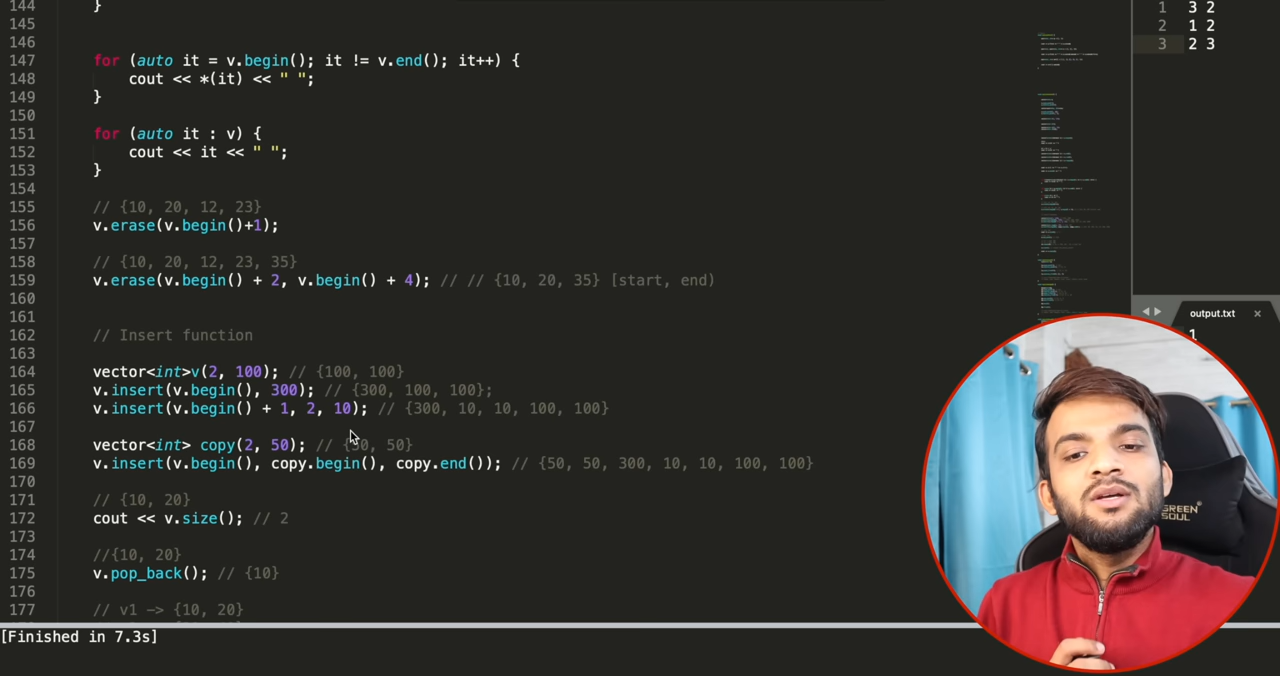 144 }
145
146
147 for (auto it = v.begin(); it != v.end(); it++) {
148 cout << *(it) << " ";
149 }
150
151 for (auto it : v) {
152 cout << it << " ";
153 }
154
155 // {10, 20, 12, 23}
156 v.erase(v.begin()+1);
157
158 // {10, 20, 12, 23, 35}
159 v.erase(v.begin() + 2, v.begin() + 4); // // {10, 20, 35} [start, end)
160
161
162 // Insert function
163
164 vector<int>v(2, 100); // {100, 100}
165 v.insert(v.begin(), 300); // {300, 100, 100};
166 v.insert(v.begin() + 1, 2, 10); // {300, 10, 10, 100, 100}
167
168 vector<int> copy(2, 50); // {50, 50}
169 v.insert(v.begin(), copy.begin(), copy.end()); // {50, 50, 300, 10, 10, 100, 100}
170
171 // {10, 20}
172 cout << v.size(); // 2
173
174 //{10, 20}
175 v.pop_back(); // {10}
176
177 // v1 -> {10, 20}
[Finished in 7.3s]
1 3 2
2 1 2
3 2 3
output.txt
1
GREEN
SOUL